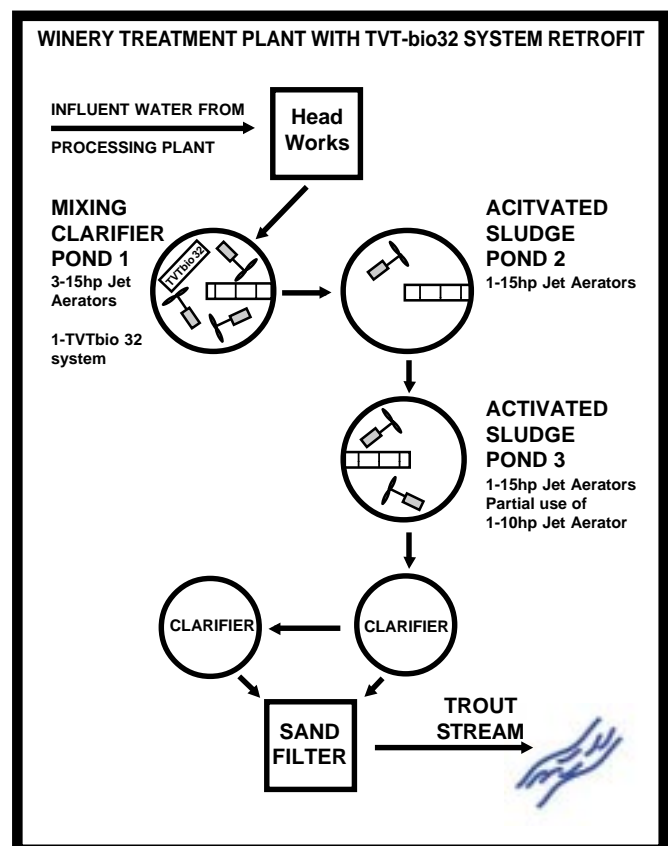 WINERY TREATMENT PLANT WITH TVT-bio32 SYSTEM RETROFIT
INFLUENT WATER FROM
PROCESSING PLANT
Head
Works
MIXING
CLARIFIER
POND 1
3-15hp Jet
Aerators
1-TVTbio 32
system
TVTbio 32
ACITVATED
SLUDGE
POND 2
1-15hp Jet Aerators
ACTIVATED
SLUDGE
POND 3
1-15hp Jet Aerators
Partial use of
1-10hp Jet Aerator
CLARIFIER
CLARIFIER
SAND
FILTER
TROUT
STREAM